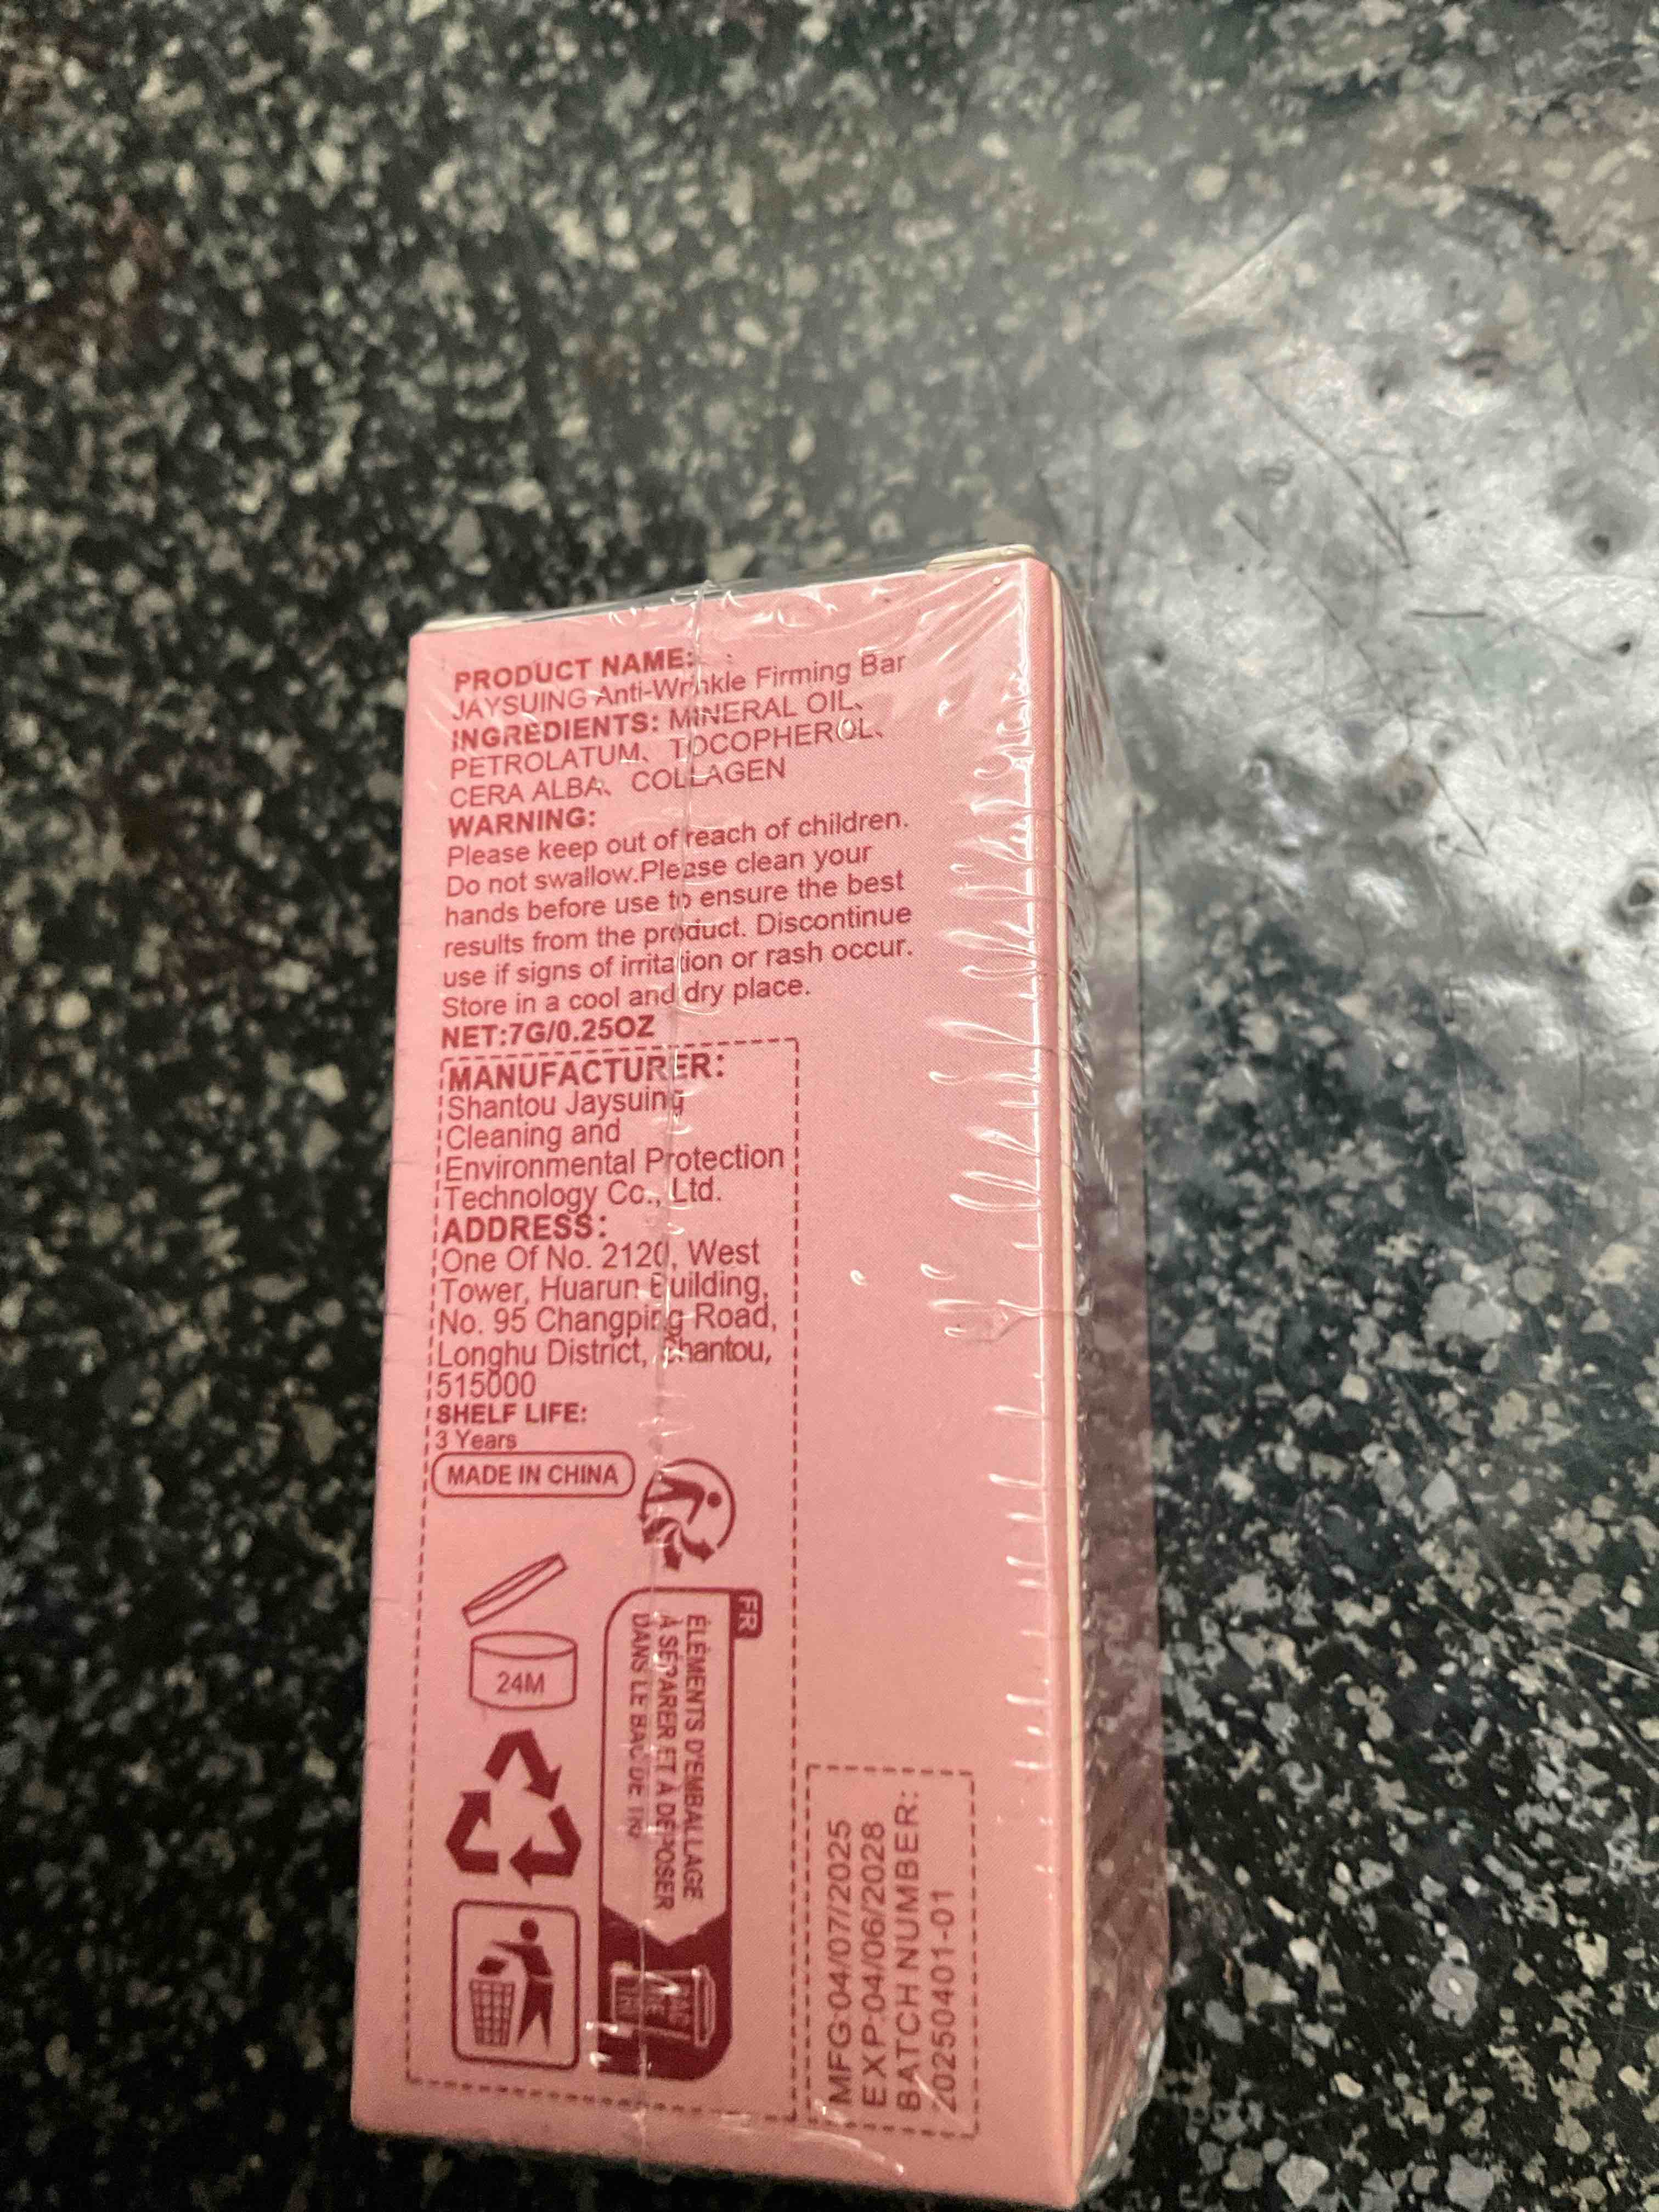 PRODUCT NAME:
JAYSUING Anti-Wrinkle Firming Bar
INGREDIENTS: MINERAL OIL、
PETROLATUM、 TOCOPHEROL、
CERA ALBA、 COLLAGEN
WARNING:
Please keep out of reach of children.
Do not swallow.Please clean your
hands before use to ensure the best
results from the product. Discontinue
use if signs of irritation or rash occur.
Store in a cool and dry place.
NET:7G/0.25OZ
MANUFACTURER:
Shantou Jaysuing
Cleaning and
Environmental Protection
Technology Co., Ltd.
ADDRESS:
One Of No. 2120, West
Tower, Huarun Building,
No. 95 Changping Road,
Longhu District, Shantou,
515000
SHELF LIFE:
3 Years
MADE IN CHINA
24M
FR
ÉLÉMENTS D'EMBALLAGE
À SÉPARER ET À DÉPOSER
DANS LE BAC DE TRI
BAC
DE
TRI
MFG:04/07/2025
EXP:04/06/2028
BATCH NUMBER:
20250401-01